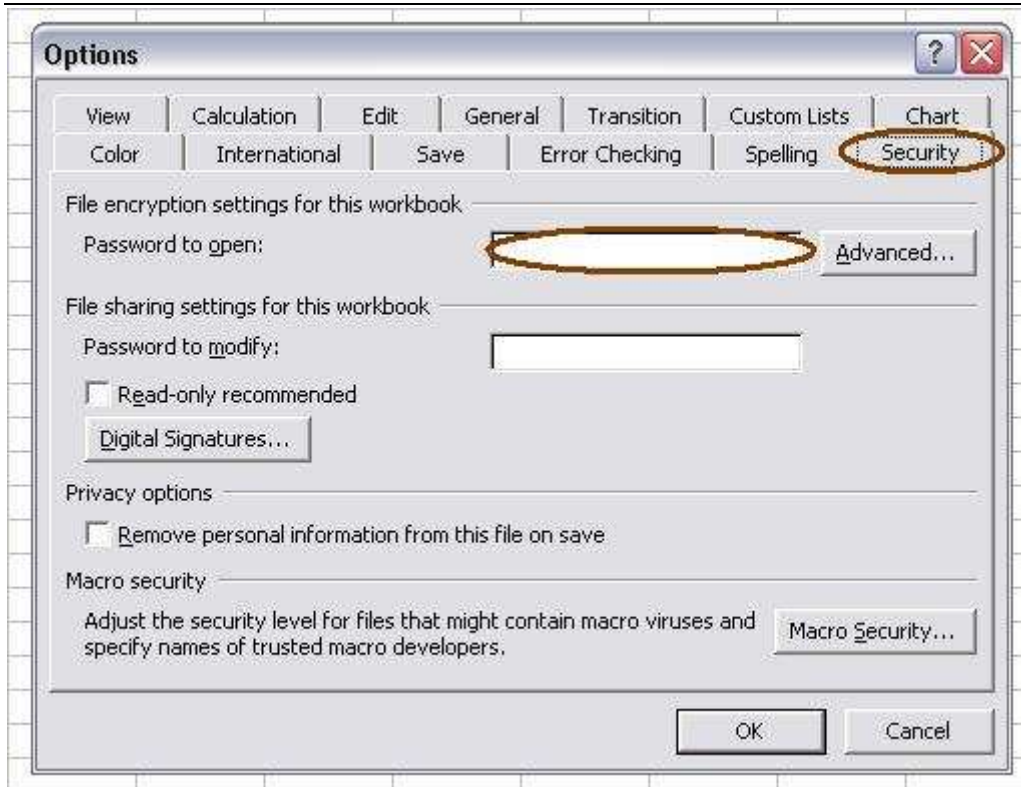 Options
View Calculation Edit General Transition Custom Lists Chart
Color International Save Error Checking Spelling Security
File encryption settings for this workbook
Password to open:
Advanced...
File sharing settings for this workbook
Password to modify:
Read-only recommended
Digital Signatures...
Privacy options
Remove personal information from this file on save
Macro security
Adjust the security level for files that might contain macro viruses and
specify names of trusted macro developers.
Macro Security...
OK Cancel